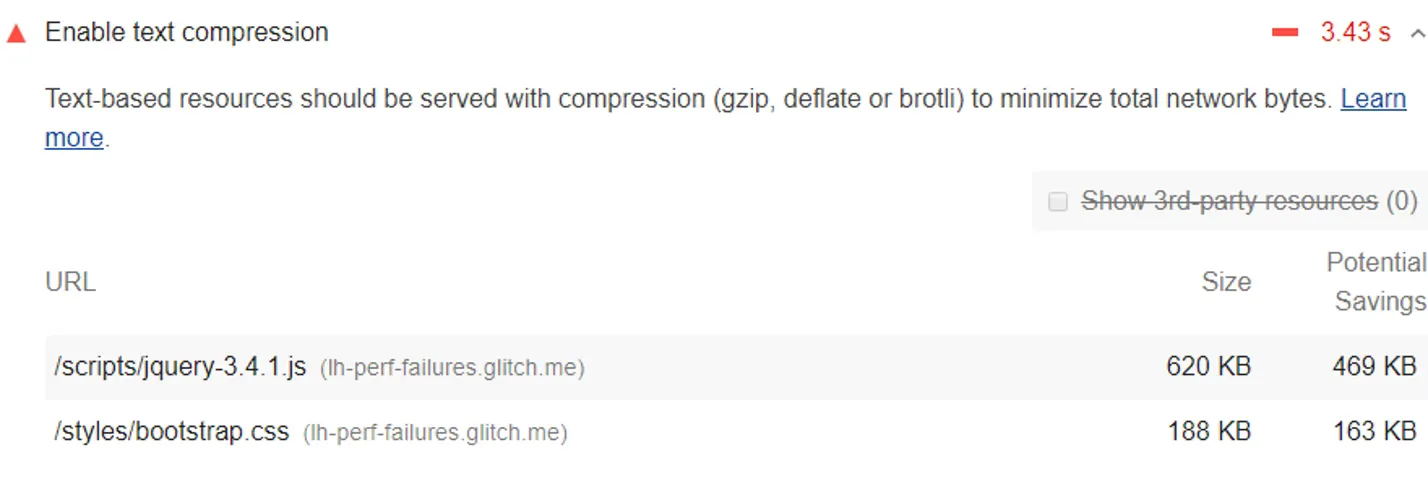 Enable text compression 3.43 s
Text-based resources should be served with compression (gzip, deflate or brotli) to minimize total network bytes. Learn
more.
Show 3rd-party resources (0)
URL Size Potential Savings
/scripts/jquery-3.4.1.js (lh-perf-failures.glitch.me) 620 KB 469 KB
/styles/bootstrap.css (lh-perf-failures.glitch.me) 188 KB 163 KB